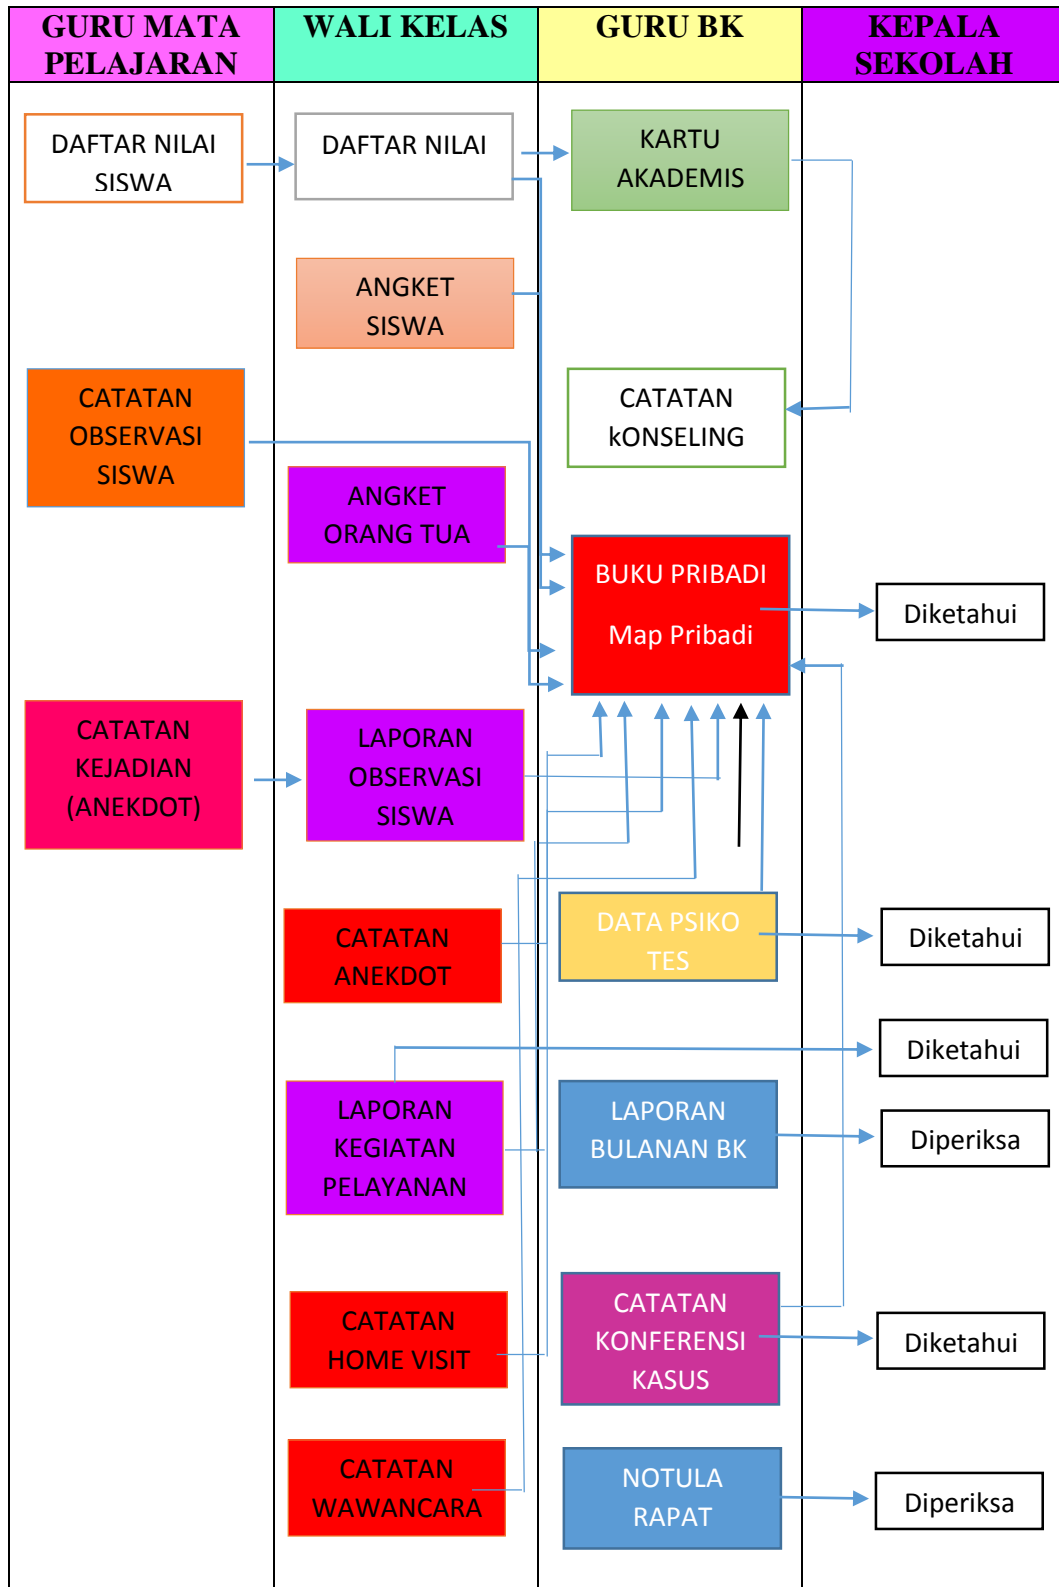 GURU MATA
PELAJARAN
WALI KELAS
GURU BK
KEPALA
SEKOLAH
DAFTAR NILAI
SISWA
DAFTAR NILAI
KARTU
AKADEMIS
ANGKET
SISWA
CATATAN
OBSERVASI
SISWA
CATATAN
kONSELING
ANGKET
ORANG TUA
BUKU PRIBADI
Map Pribadi
Diketahui
CATATAN
KEJADIAN
(ANEKDOT)
LAPORAN
OBSERVASI
SISWA
CATATAN
ANEKDOT
DATA PSIKO
TES
Diketahui
Diketahui
LAPORAN
KEGIATAN
PELAYANAN
LAPORAN
BULANAN BK
Diperiksa
CATATAN
HOME VISIT
CATATAN
KONFERENSI
KASUS
Diketahui
CATATAN
WAWANCARA
NOTULA
RAPAT
Diperiksa